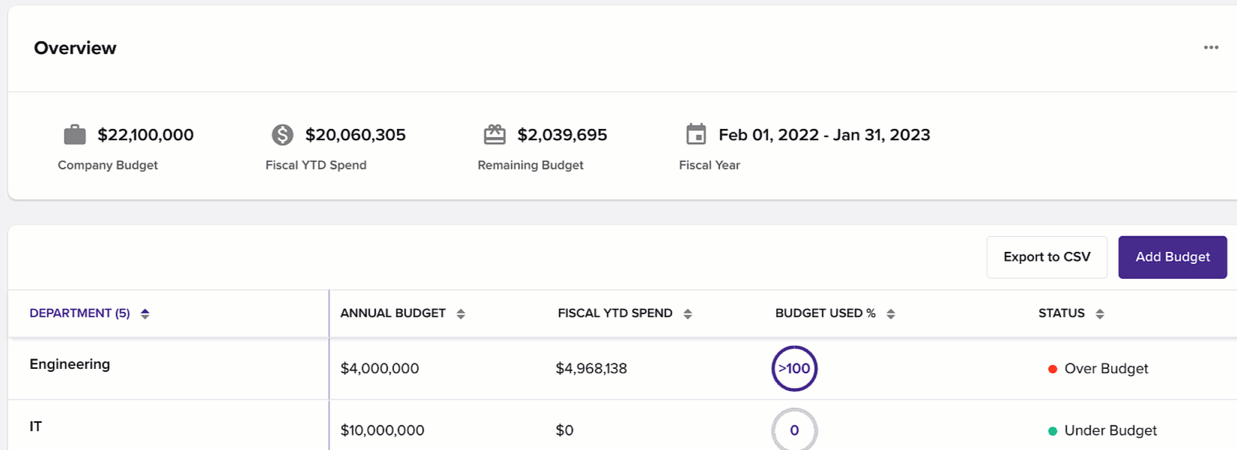 Overview
$22,100,000 $20,060,305 $2,039,695 Feb 01, 2022 - Jan 31, 2023
Company Budget Fiscal YTD Spend Remaining Budget Fiscal Year
Export to CSV Add Budget
DEPARTMENT (5) ANNUAL BUDGET FISCAL YTD SPEND BUDGET USED % STATUS
Engineering $4,000,000 $4,968,138 >100 Over Budget
IT $10,000,000 $0 0 Under Budget